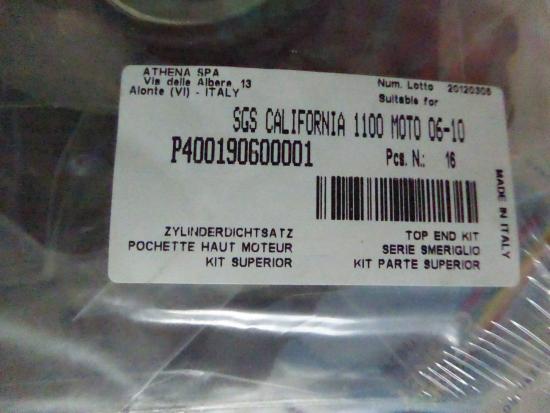 ATHENA SPA
Via delle Albere, 13
Alonte (VI) - ITALY
Num. Lotto 20120306
Suitable for
SGS CALIFORNIA 1100 MOTO 06-10
P400190600001
Pcs. N.: 16
ZYLINDERDICHTSATZ
POCHETTE HAUT MOTEUR
KIT SUPERIOR
TOP END KIT
SERIE SMERIGLIO
KIT PARTE SUPERIOR
MADE IN ITALY